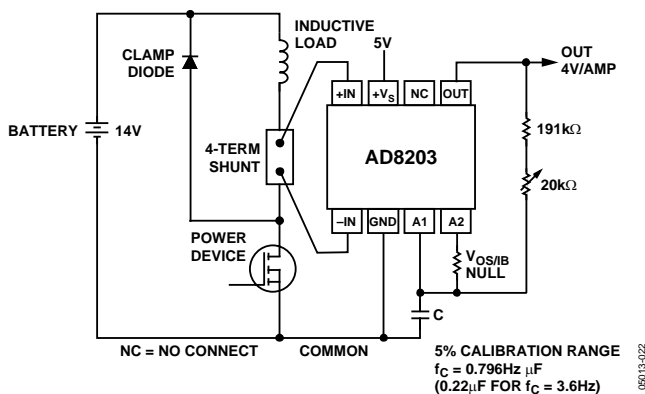 INDUCTIVE
LOAD
CLAMP
DIODE
5V
OUT
4V/AMP
+IN
+VS
NC
OUT
BATTERY
14V
4-TERM
SHUNT
AD8203
191kΩ
20kΩ
–IN
GND
A1
A2
POWER
DEVICE
VOS/IB
NULL
C
NC = NO CONNECT
COMMON
5% CALIBRATION RANGE
fC = 0.796Hz μF
(0.22μF FOR fC = 3.6Hz)
05013-022